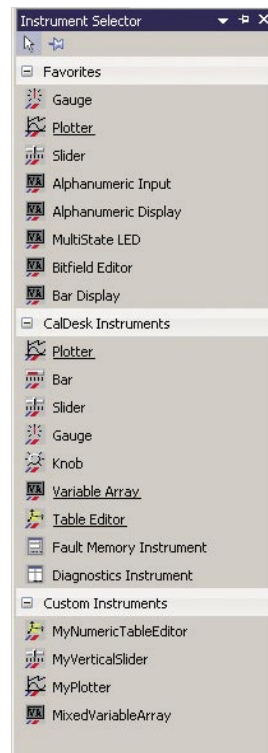 Instrument Selector
Favorites
Gauge
Plotter
Slider
Alphanumeric Input
Alphanumeric Display
MultiState LED
Bitfield Editor
Bar Display
CalDesk Instruments
Plotter
Bar
Slider
Gauge
Knob
Variable Array
Table Editor
Fault Memory Instrument
Diagnostics Instrument
Custom Instruments
MyNumericTableEditor
MyVerticalSlider
MyPlotter
MixedVariableArray